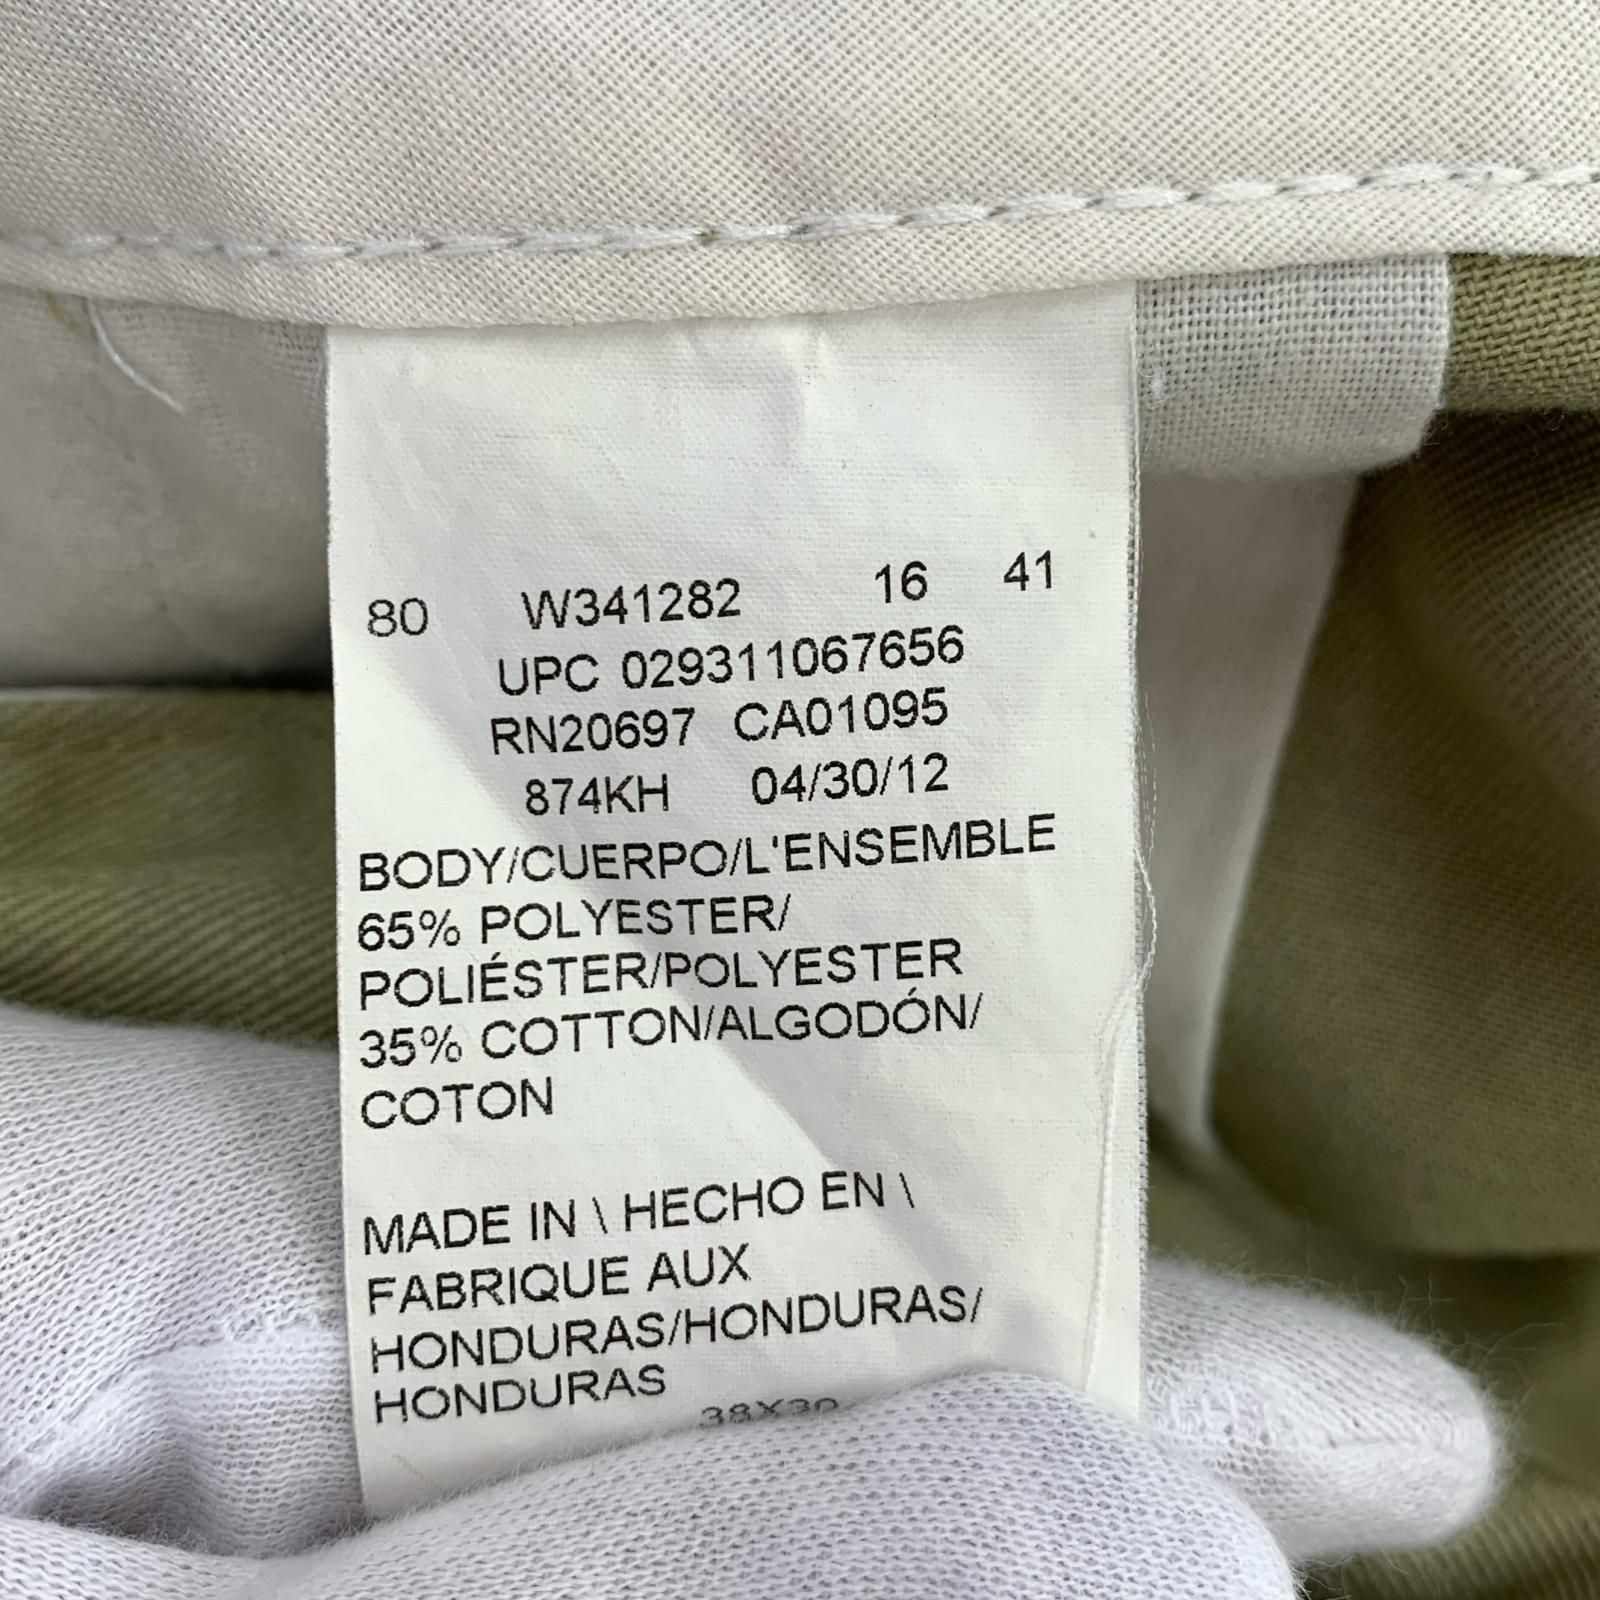 80 W341282 16 41
UPC 029311067656
RN20697 CA01095
874KH 04/30/12
BODY/CUERPO/L'ENSEMBLE
65% POLYESTER/
POLIÉSTER/POLYESTER
35% COTTON/ALGODÓN/
COTON
MADE IN \ HECHO EN \
FABRIQUE AUX
HONDURAS/HONDURAS/
HONDURAS
38X30